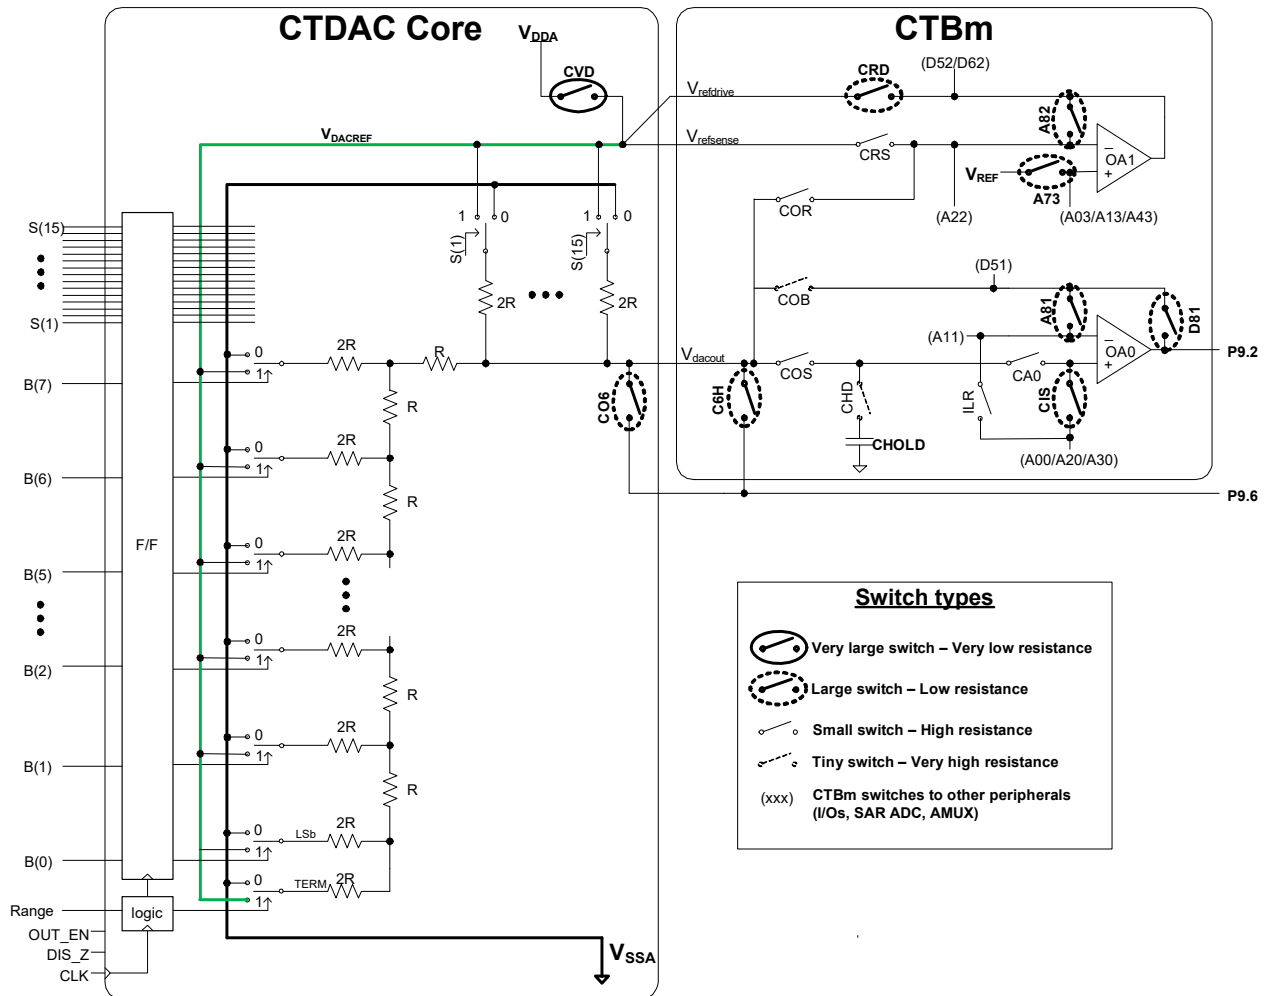 CTDAC Core
CTBm
VDDA
CVD
Vrefdrive
CRD
(D52/D62)
A82
VDACREF
Vrefsense
CRS
OA1
−
+
VREF
A73
(A22)
(A03/A13/A43)
COR
S(15)
S(1)
1
0
S(1)
1
0
S(15)
2R
2R
(D51)
COB
A81
D81
(A11)
OA0
−
+
P9.2
Vdacout
COS
CA0
CHD
ILR
CIS
CHOLD
(A00/A20/A30)
CO6
C6H
P9.6
0
1
2R
R
B(7)
R
0
1
2R
B(6)
R
F/F
0
1
2R
B(5)
0
1
2R
B(2)
R
0
1
2R
B(1)
R
0
1
LSb
2R
B(0)
0
1
TERM
2R
Range
logic
OUT_EN
DIS_Z
CLK
VSSA
Switch types
Very large switch – Very low resistance
Large switch – Low resistance
Small switch – High resistance
Tiny switch – Very high resistance
(xxx) CTBm switches to other peripherals
(I/Os, SAR ADC, AMUX)